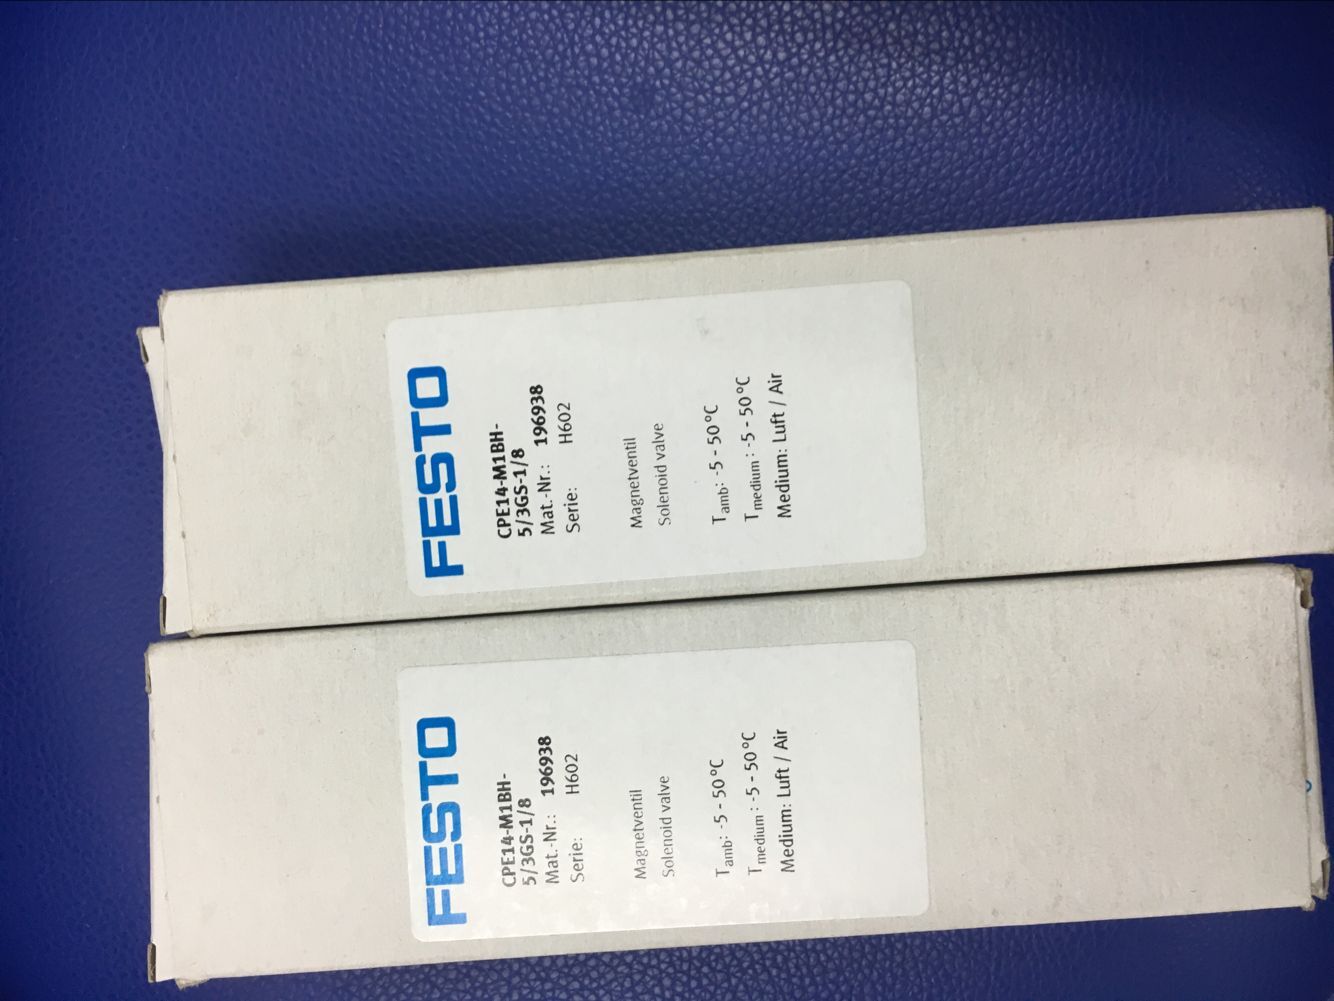 FESTO
CPE14-M1BH-
5/3GS-1/8
Mat.-Nr.: 196938
Serie: H602
Magnetventil
Solenoid valve
Tamb: -5 - 50°C
Tmedium : -5 - 50°C
Medium: Luft / Air
FESTO
CPE14-M1BH-
5/3GS-1/8
Mat.-Nr.: 196938
Serie: H602
Magnetventil
Solenoid valve
Tamb: -5 - 50°C
Tmedium : -5 - 50°C
Medium: Luft / Air